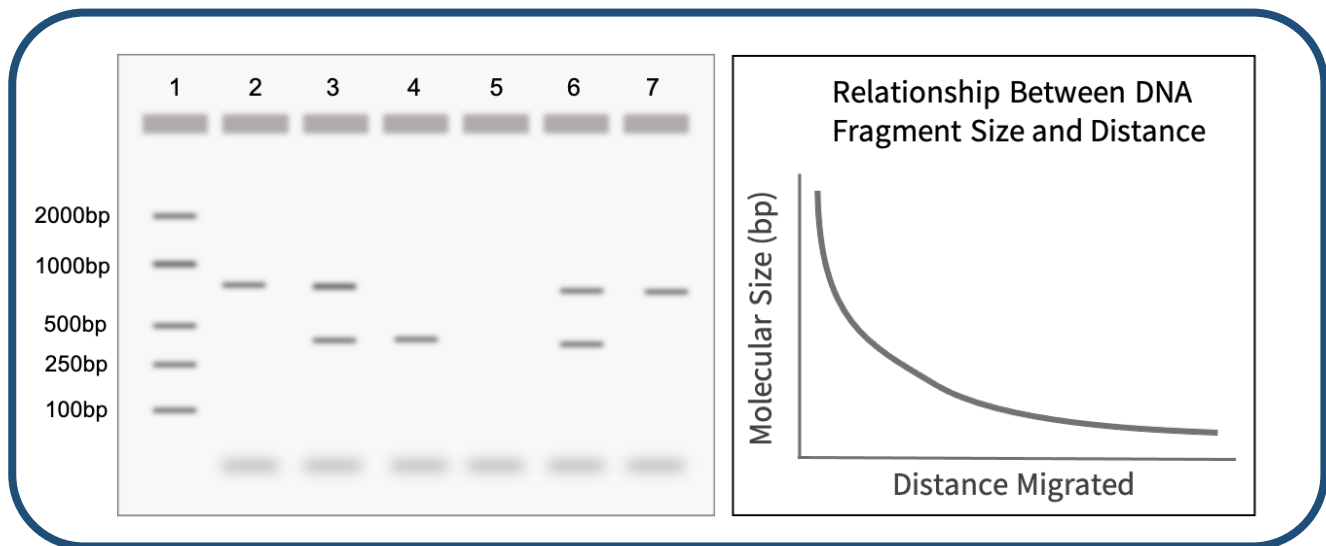 1 2 3 4 5 6 7
2000bp
1000bp
500bp
250bp
100bp
Relationship Between DNA
Fragment Size and Distance
Molecular Size (bp)
Distance Migrated